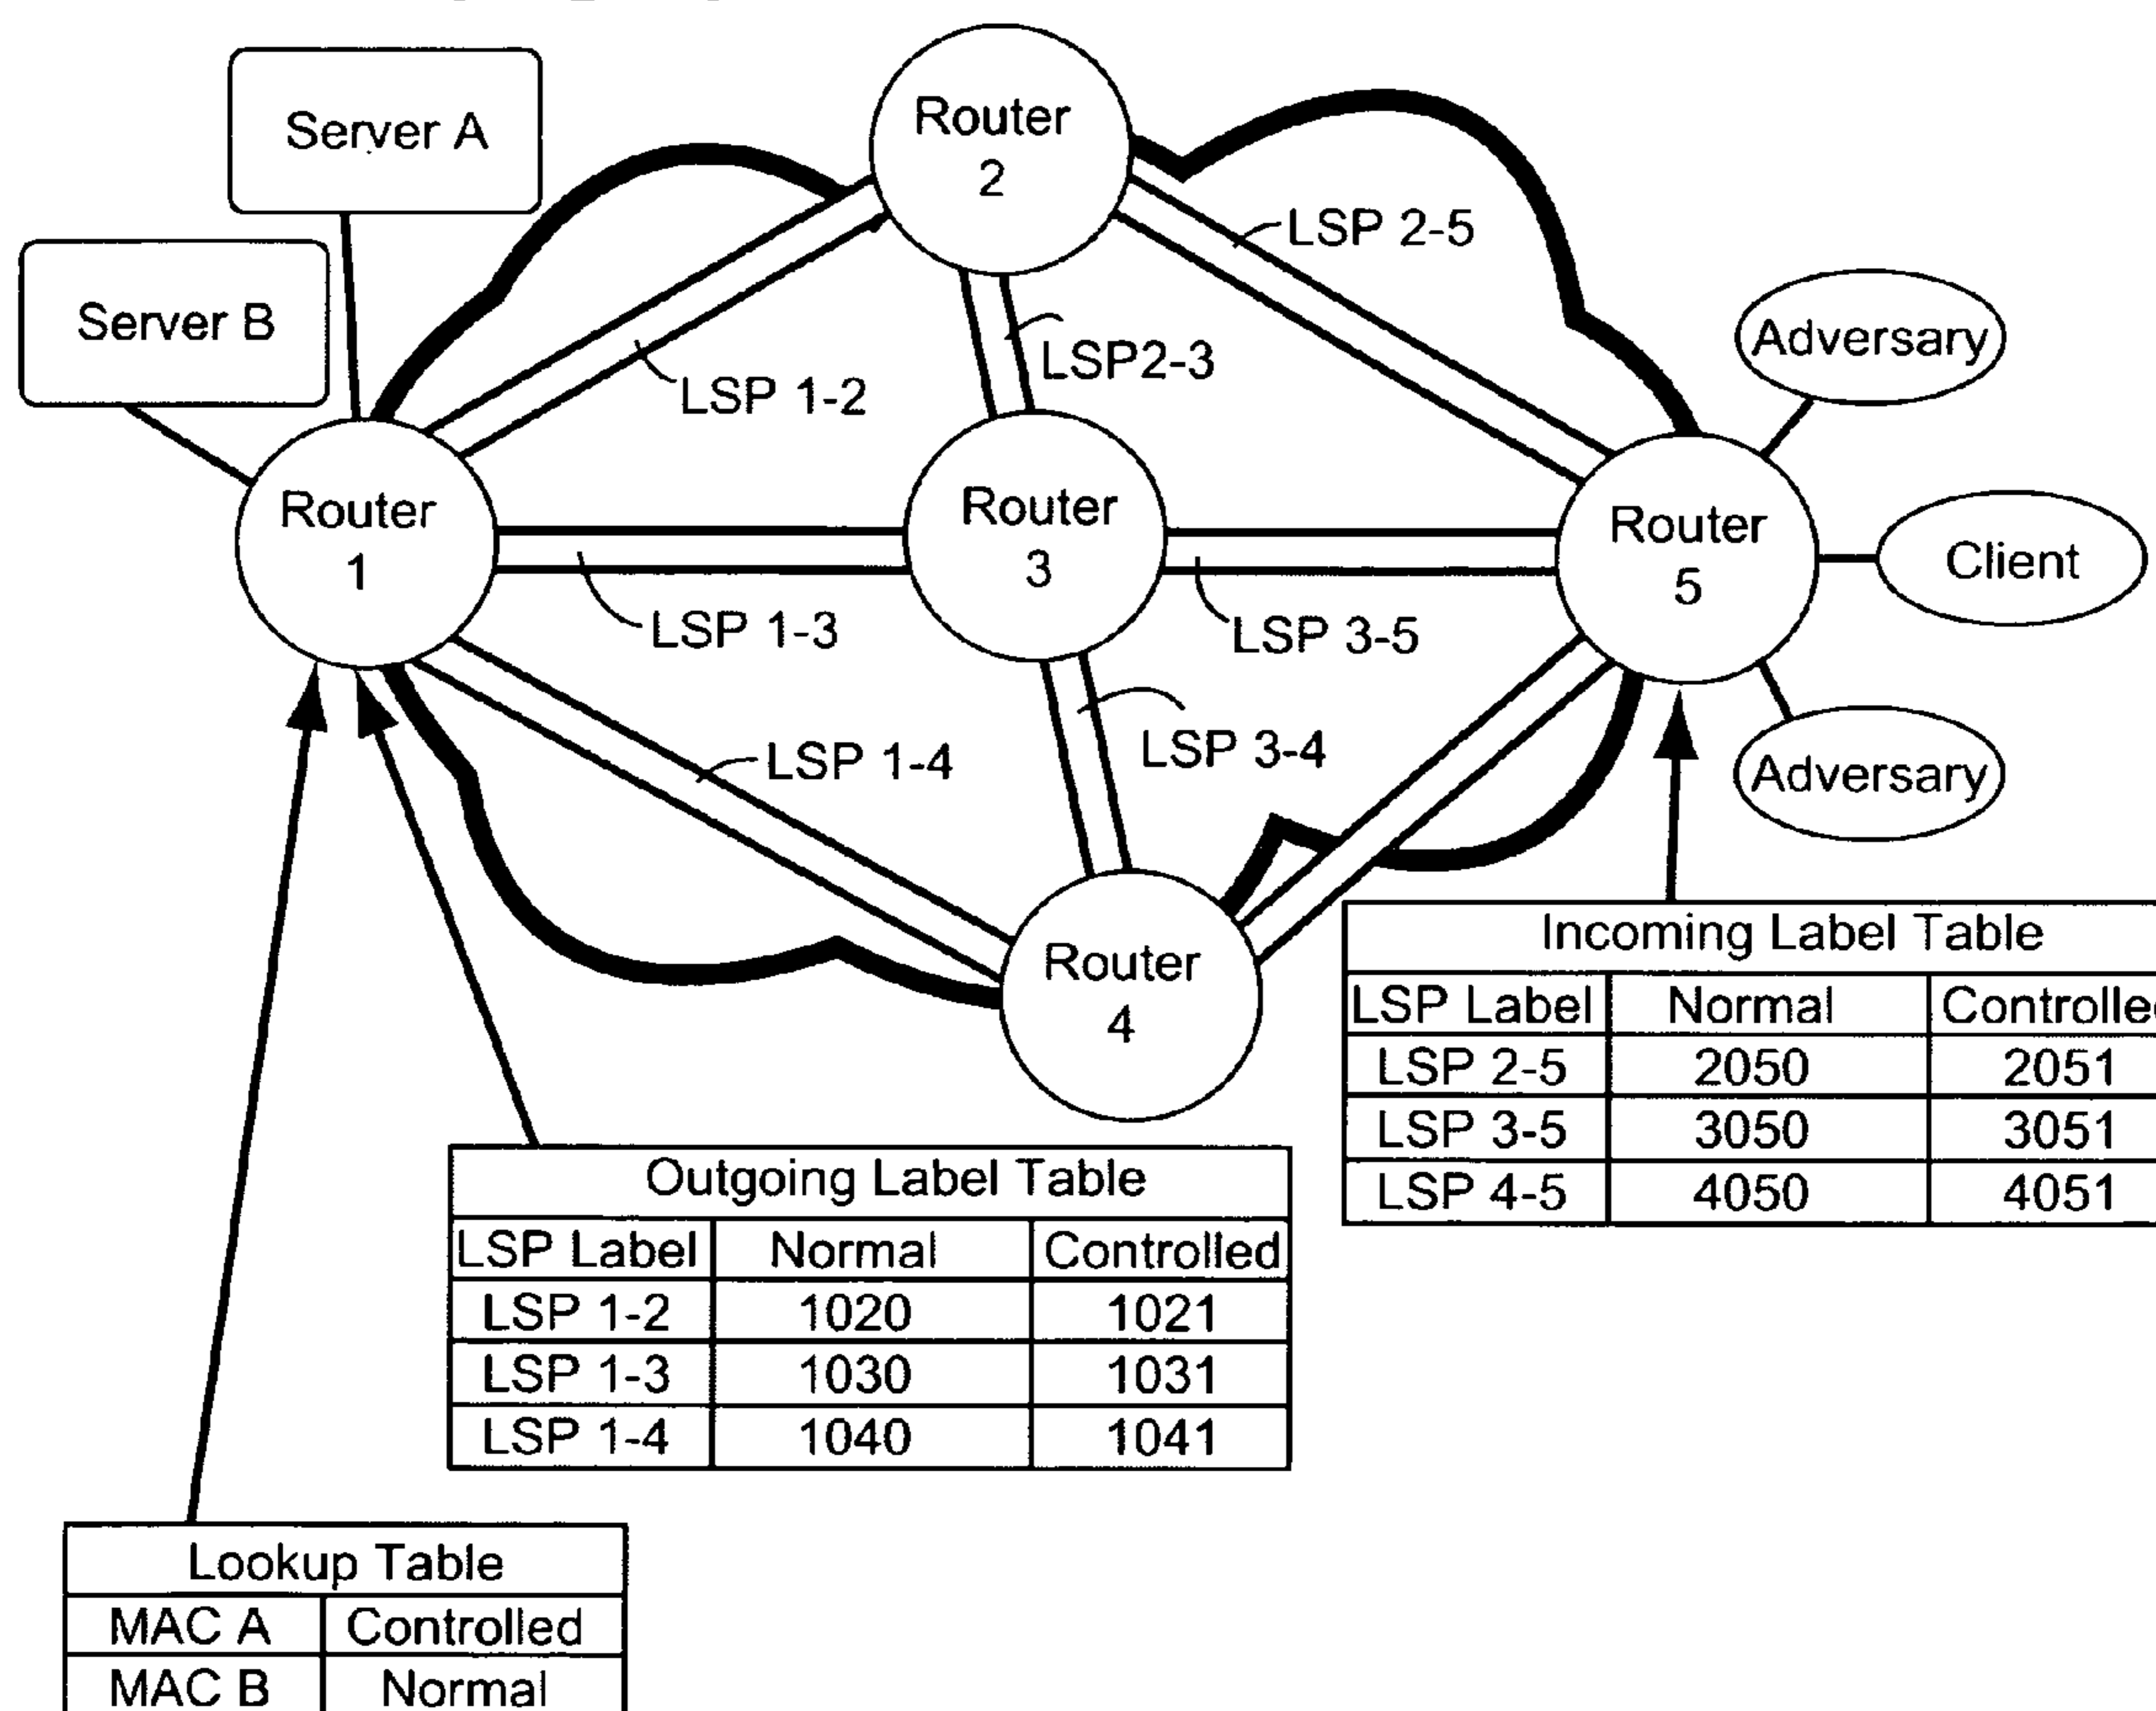 Server A
Server B
Router
2
LSP 2-5
LSP2-3
LSP 1-2
Adversary
Router
1
Router
3
Router
5
Client
LSP 1-3
LSP 3-5
LSP 1-4
LSP 3-4
Adversary
Router
4
Incoming Label Table
LSP Label Normal Controlled
LSP 2-5 2050 2051
LSP 3-5 3050 3051
LSP 4-5 4050 4051
Outgoing Label Table
LSP Label Normal Controlled
LSP 1-2 1020 1021
LSP 1-3 1030 1031
LSP 1-4 1040 1041
Lookup Table
MAC A Controlled
MAC B Normal